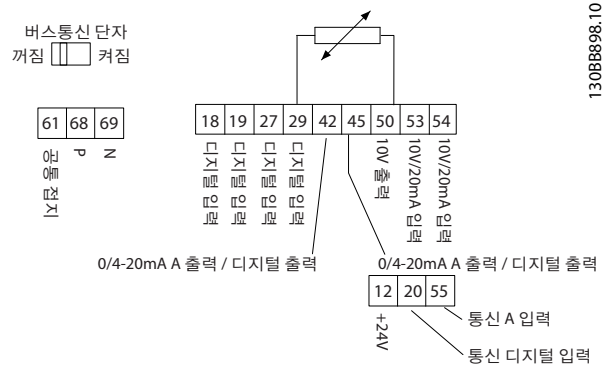 130BB898.10
버스통신 단자
꺼짐 켜짐
61 68 69
공통 접지
P
N
18 19 27 29 42 45 50 53 54
디지털 입력
디지털 입력
디지털 입력
디지털 입력
10V 출력
10V/20mA 입력
10V/20mA 입력
0/4-20mA A 출력 / 디지털 출력
0/4-20mA A 출력 / 디지털 출력
12 20 55
+24V
통신 A 입력
통신 디지털 입력